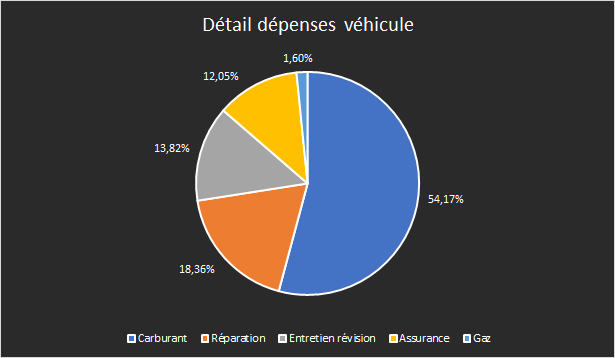 Détail dépenses véhicule
1,60%
12,05%
13,82%
54,17%
18,36%
Carburant Réparation Entretien révision Assurance Gaz